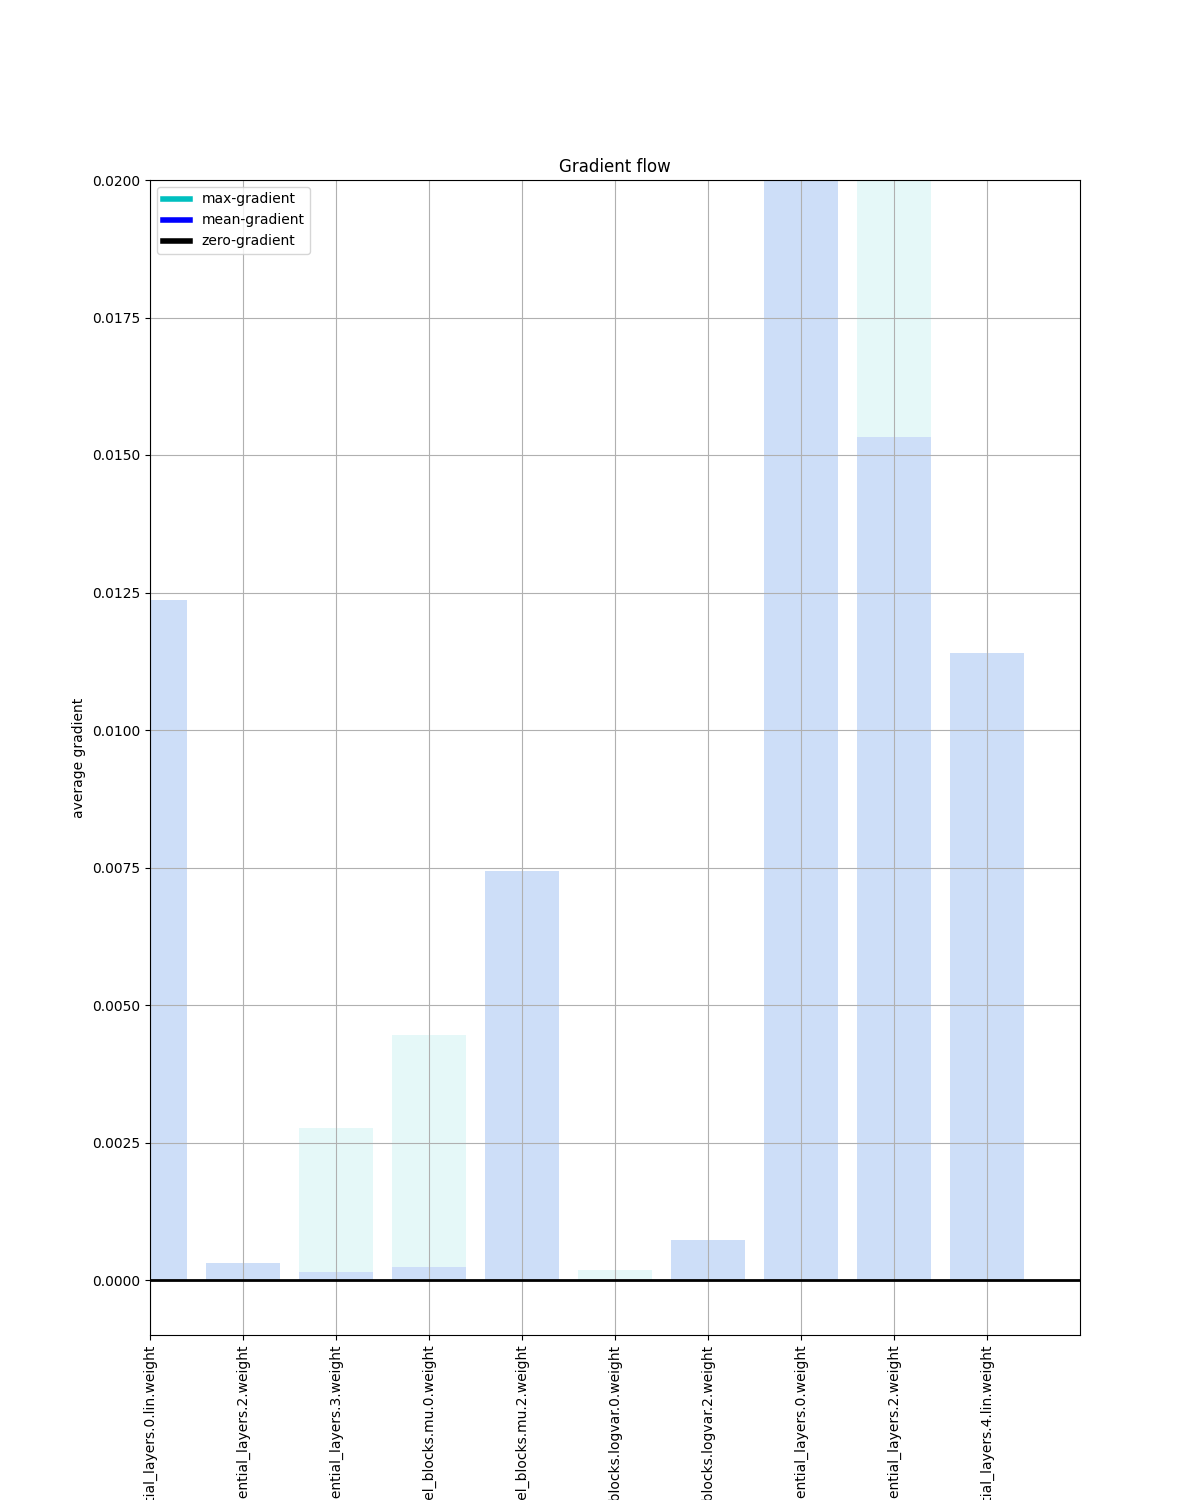 Gradient flow
max-gradient
mean-gradient
zero-gradient
0.0200
0.0175
0.0150
0.0125
0.0100
0.0075
0.0050
0.0025
0.0000
average gradient
tial_layers.0.lin.weight
ential_layers.2.weight
ential_layers.3.weight
el_blocks.mu.0.weight
el_blocks.mu.2.weight
blocks.logvar.0.weight
blocks.logvar.2.weight
ential_layers.0.weight
ential_layers.2.weight
tial_layers.4.lin.weight